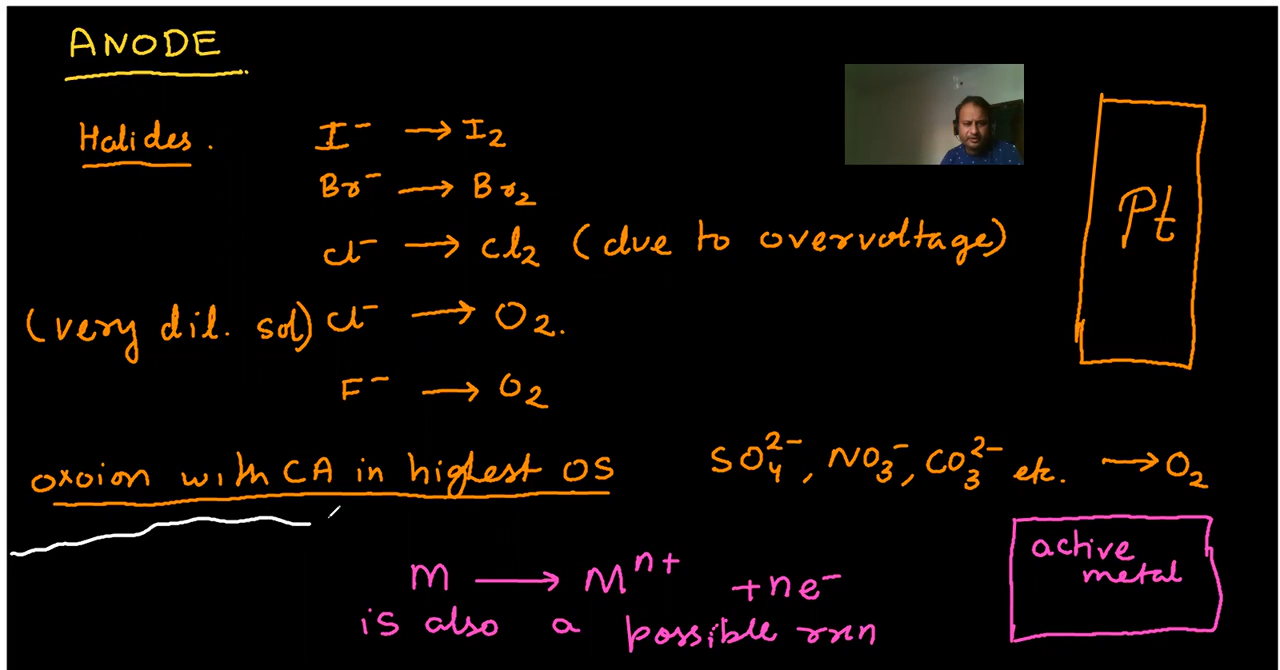 ANODE
Halides. I⁻ → I₂
Br⁻ → Br₂
Cl⁻ → Cl₂ (due to overvoltage)
(very dil. sol) Cl⁻ → O₂.
F⁻ → O₂
Pt
oxoion with CA in highest OS SO₄²⁻, NO₃⁻, CO₃²⁻ etc. → O₂
active
metal
M → Mⁿ⁺ + ne⁻
is also a possible rxn